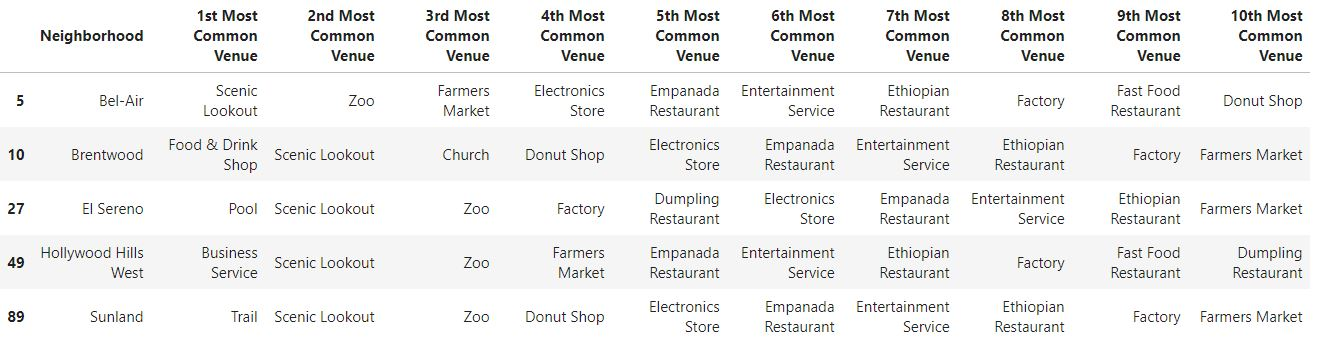 Neighborhood 1st Most Common Venue 2nd Most Common Venue 3rd Most Common Venue 4th Most Common Venue 5th Most Common Venue 6th Most Common Venue 7th Most Common Venue 8th Most Common Venue 9th Most Common Venue 10th Most Common Venue
5 Bel-Air Scenic Lookout Zoo Farmers Market Electronics Store Empanada Restaurant Entertainment Service Ethiopian Restaurant Factory Fast Food Restaurant Donut Shop
10 Brentwood Food & Drink Shop Scenic Lookout Church Donut Shop Electronics Store Empanada Restaurant Entertainment Service Ethiopian Restaurant Factory Farmers Market
27 El Sereno Pool Scenic Lookout Zoo Factory Dumpling Restaurant Electronics Store Empanada Restaurant Entertainment Service Ethiopian Restaurant Farmers Market
49 Hollywood Hills West Business Service Scenic Lookout Zoo Farmers Market Empanada Restaurant Entertainment Service Ethiopian Restaurant Factory Fast Food Restaurant Dumpling Restaurant
89 Sunland Trail Scenic Lookout Zoo Donut Shop Electronics Store Empanada Restaurant Entertainment Service Ethiopian Restaurant Factory Farmers Market